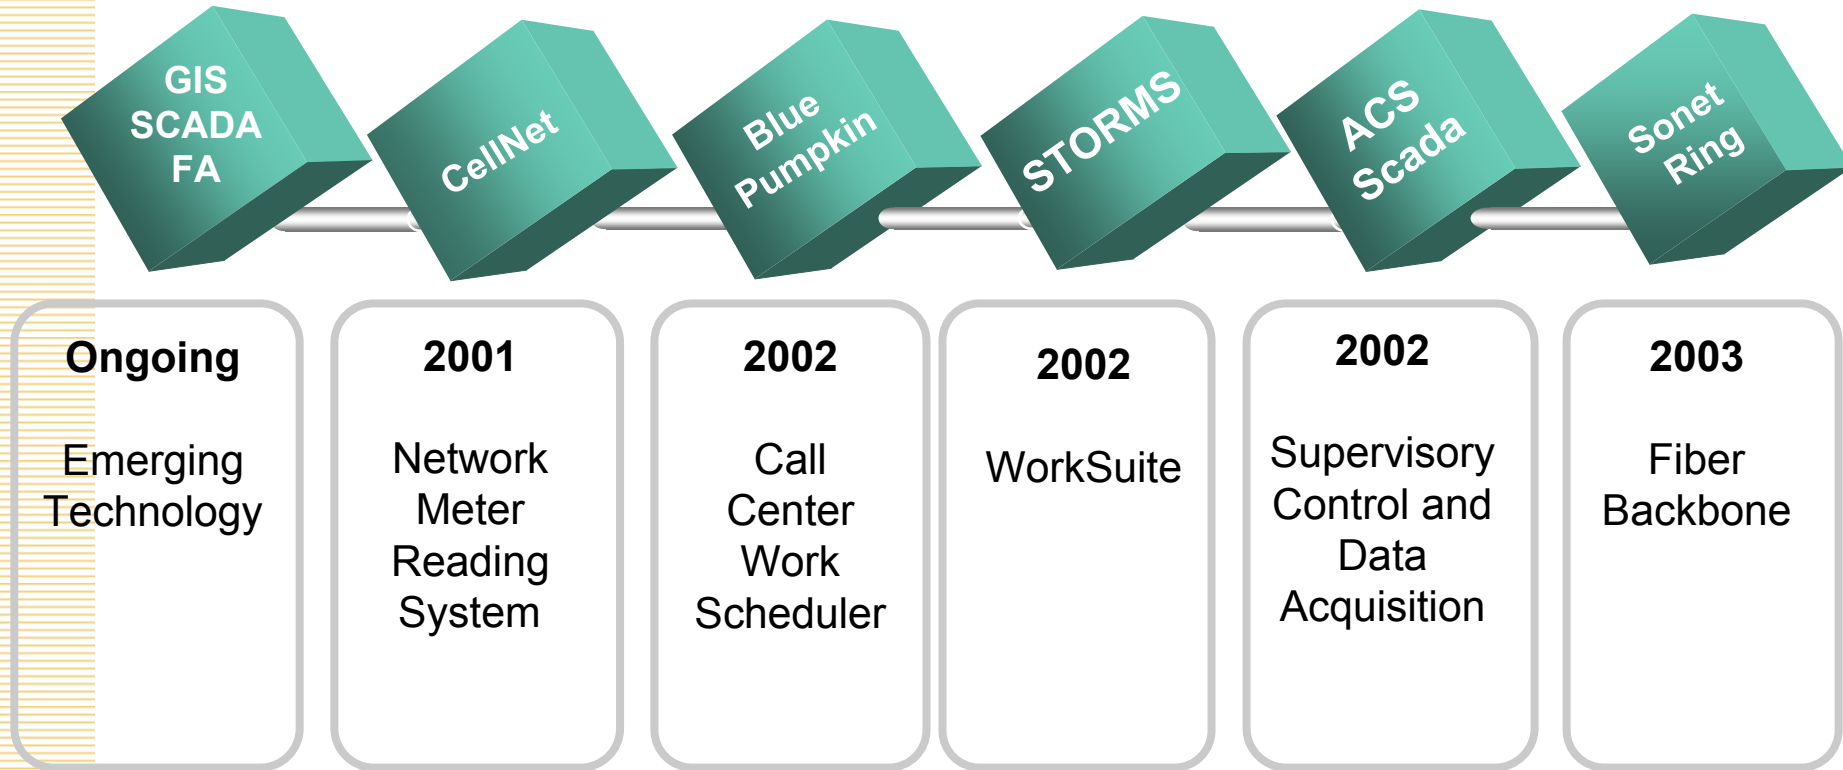 GIS
SCADA
FA
CellNet
Blue
Pumpkin
STORMS
ACS
Scada
Sonet
Ring
Ongoing
Emerging
Technology
2001
Network
Meter
Reading
System
2002
Call
Center
Work
Scheduler
2002
WorkSuite
2002
Supervisory
Control and
Data
Acquisition
2003
Fiber
Backbone